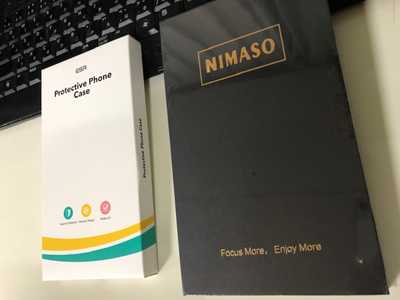 ESR
Protective Phone
Case
Protective Phone Case
NIMASO
Focus More, Enjoy More